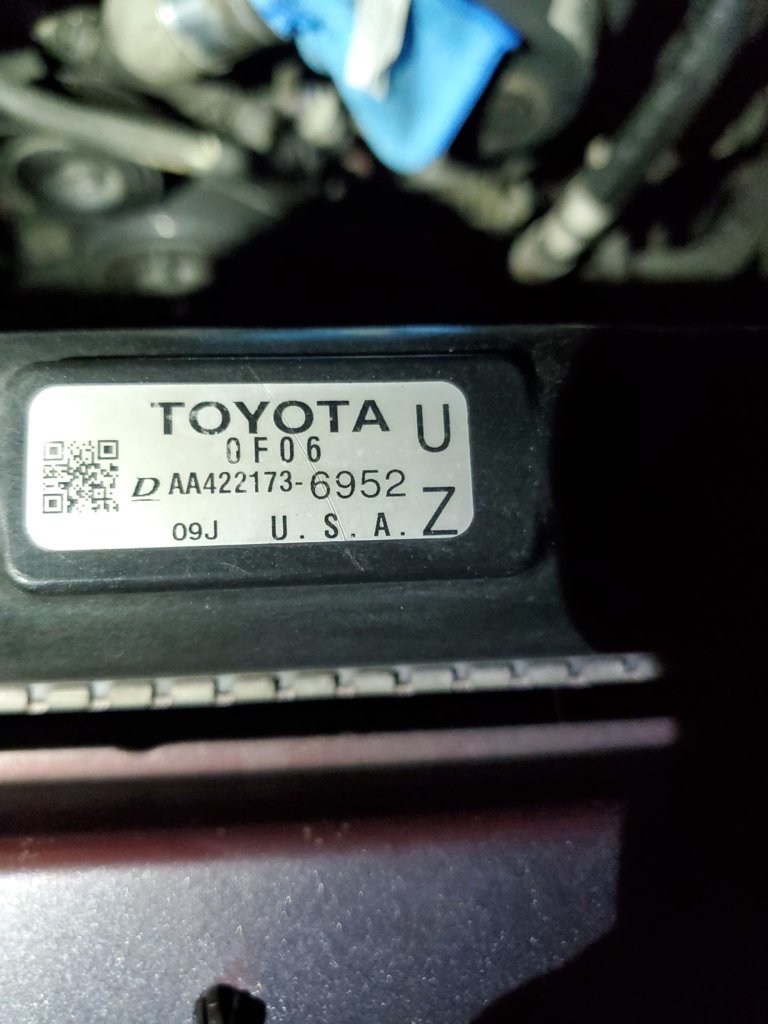 TOYOTA
U
0F06
D AA422173-6952
09J U.S.A.
Z